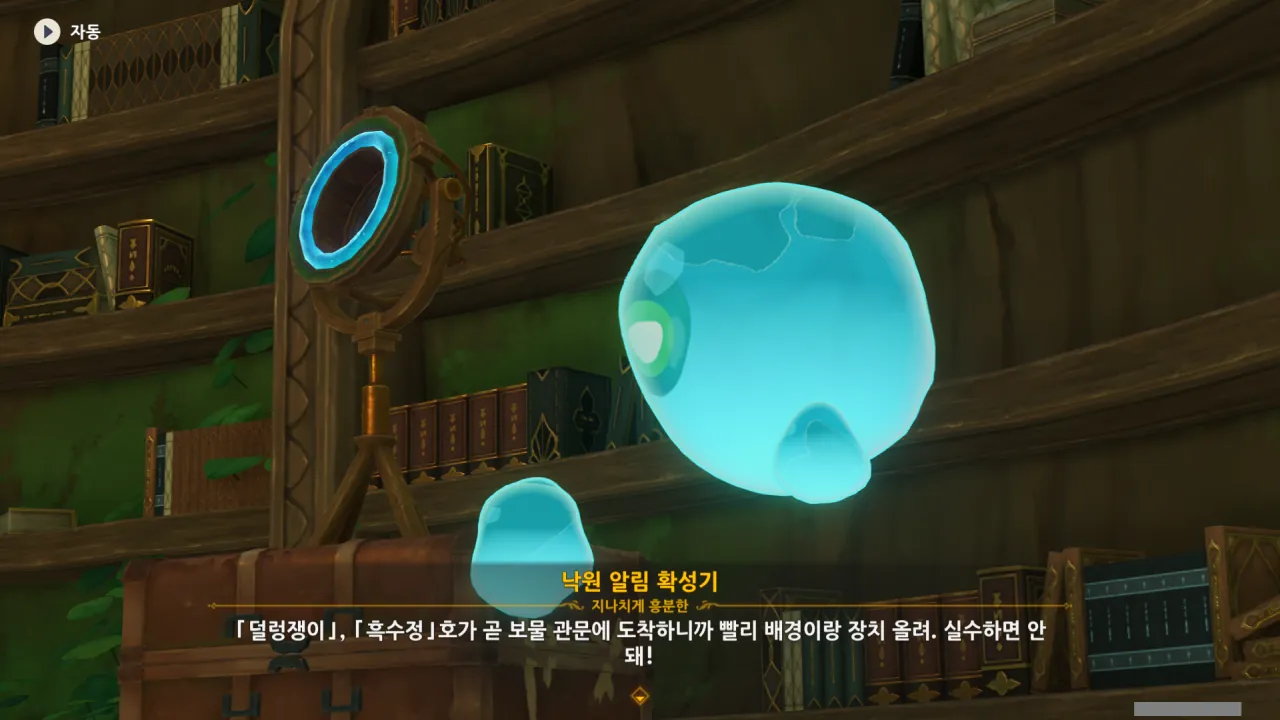 자동
낙원 알림 확성기
지나치게 흥분한
「덜렁쟁이」, 「흑수정」호가 곧 보물 관문에 도착하니까 빨리 배경이랑 장치 올려. 실수하면 안
돼!